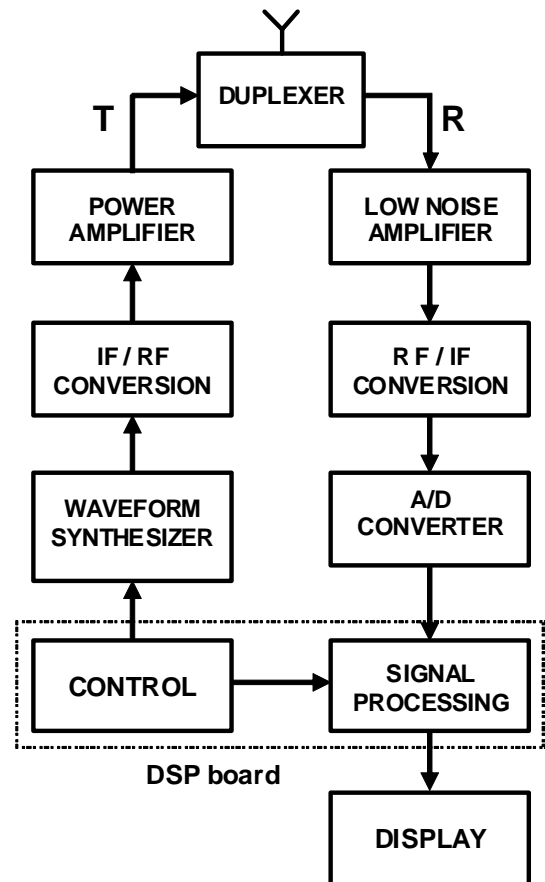 DUPLEXER
T
R
POWER
AMPLIFIER
LOW NOISE
AMPLIFIER
IF / RF
CONVERSION
RF / IF
CONVERSION
WAVEFORM
SYNTHESIZER
A/D
CONVERTER
CONTROL
SIGNAL
PROCESSING
DSP board
DISPLAY